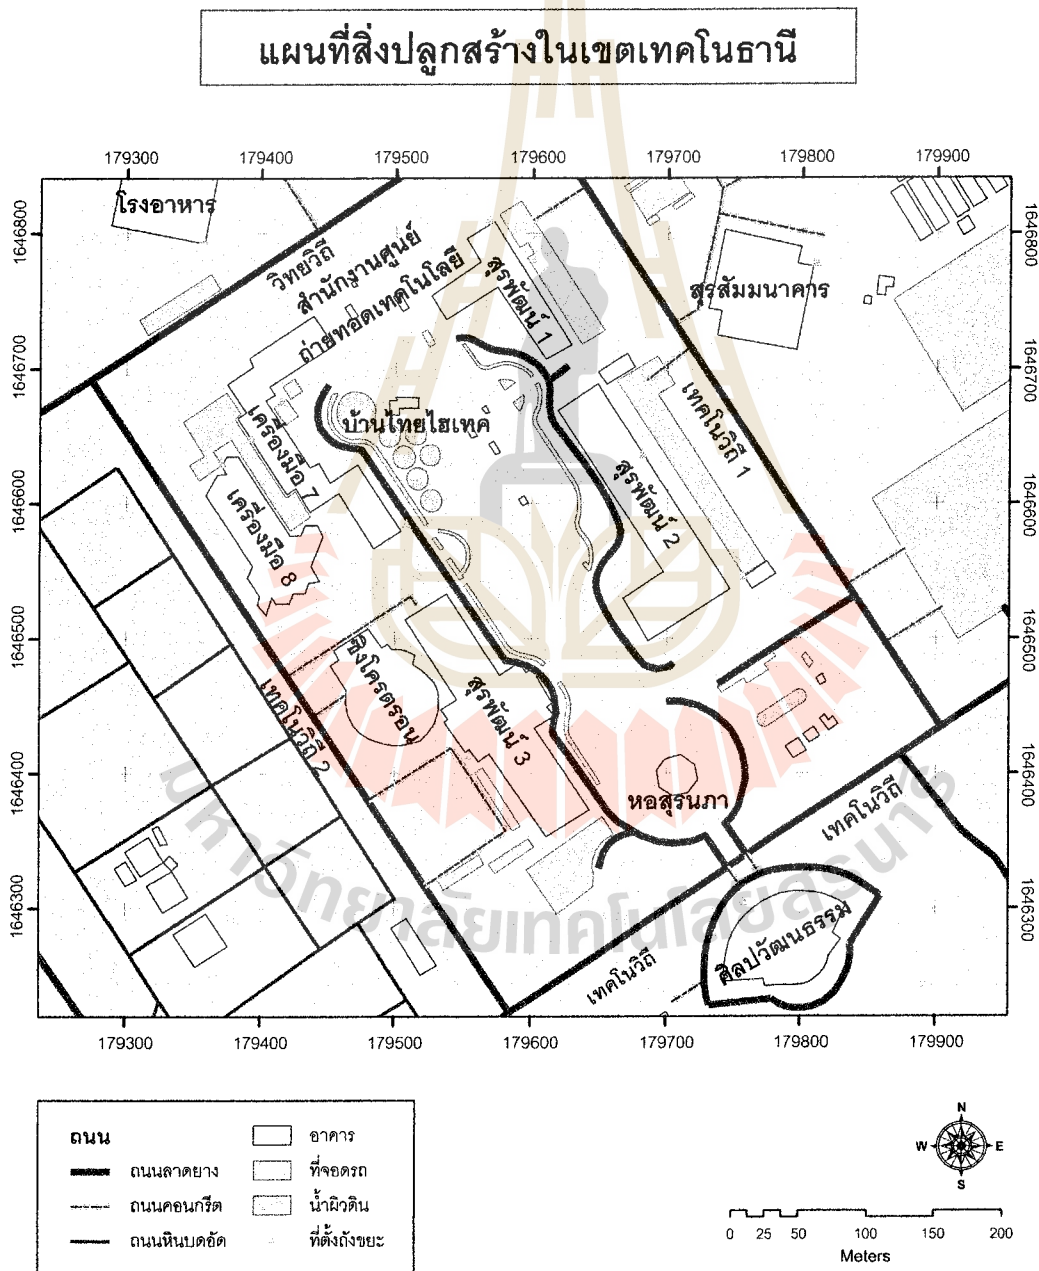 แผนที่สิ่งปลูกสร้างในเขตเทคโนธานี
179300 179400 179500 179600 179700 179800 179900
1646800
1646700
1646600
1646500
1646400
1646300
1646800
1646700
1646600
1646500
1646400
1646300
โรงอาหาร
วิทยวิถี
สำนักงานศูนย์
ถ่ายทอดเทคโนโลยี
สุรพัฒน์ 1
สุรสัมมนาคาร
เทคโนวิถี 1
บ้านไทยไฮเทค
เครื่องมือ 7
เครื่องมือ 8
สุรพัฒน์ 2
ซิงโครตรอน
สุรพัฒน์ 3
เทคโนวิถี 2
หอสุรนภา
เทคโนวิถี
เทคโนวิถี
ศิลปวัฒนธรรม
มหาวิทยาลัยเทคโนโลยีสุรนารี
179300 179400 179500 179600 179700 179800 179900
ถนน
ถนนลาดยาง
ถนนคอนกรีต
ถนนหินบดอัด
อาคาร
ที่จอดรถ
น้ำผิวดิน
ที่ตั้งถังขยะ
N
W E
S
0 25 50 100 150 200
Meters